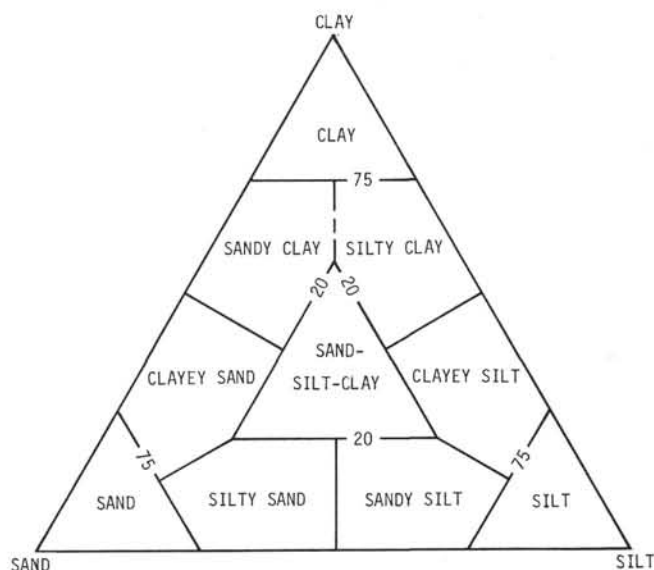 CLAY
CLAY
75
SANDY CLAY
SILTY CLAY
20
20
SAND-
SILT-CLAY
CLAYEY SAND
CLAYEY SILT
20
75
75
SAND
SILTY SAND
SANDY SILT
SILT
SAND
SILT